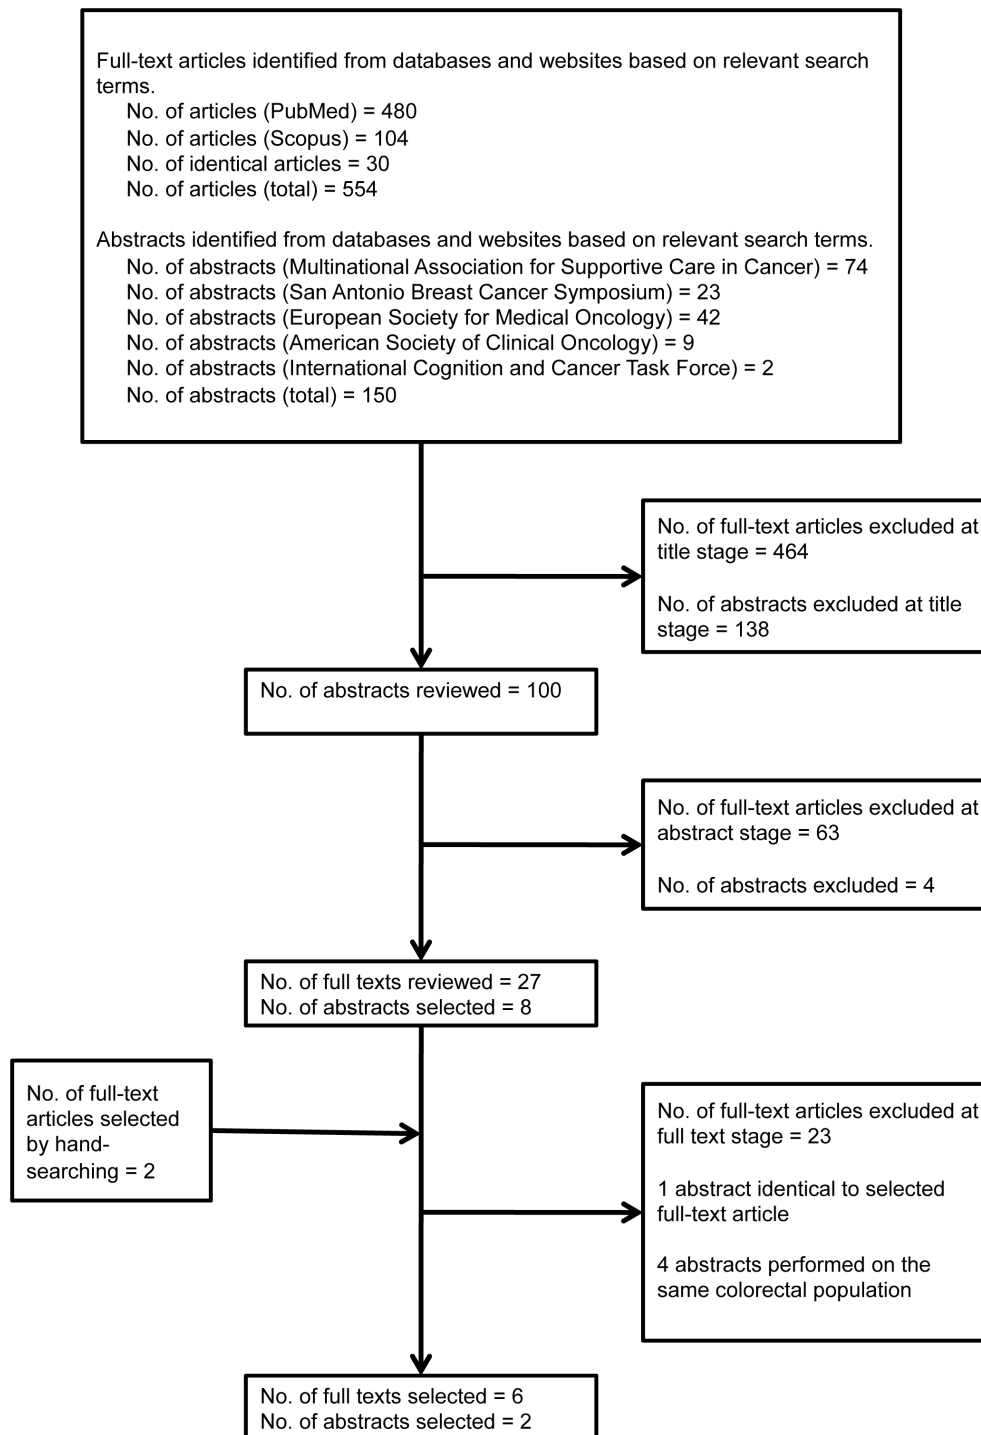 Full-text articles identified from databases and websites based on relevant search
terms.
No. of articles (PubMed) = 480
No. of articles (Scopus) = 104
No. of identical articles = 30
No. of articles (total) = 554
Abstracts identified from databases and websites based on relevant search terms.
No. of abstracts (Multinational Association for Supportive Care in Cancer) = 74
No. of abstracts (San Antonio Breast Cancer Symposium) = 23
No. of abstracts (European Society for Medical Oncology) = 42
No. of abstracts (American Society of Clinical Oncology) = 9
No. of abstracts (International Cognition and Cancer Task Force) = 2
No. of abstracts (total) = 150
No. of full-text articles excluded at
title stage = 464
No. of abstracts excluded at title
stage = 138
No. of abstracts reviewed = 100
No. of full-text articles excluded at
abstract stage = 63
No. of abstracts excluded = 4
No. of full texts reviewed = 27
No. of abstracts selected = 8
No. of full-text
articles selected
by hand-
searching = 2
No. of full-text articles excluded at
full text stage = 23
1 abstract identical to selected
full-text article
4 abstracts performed on the
same colorectal population
No. of full texts selected = 6
No. of abstracts selected = 2